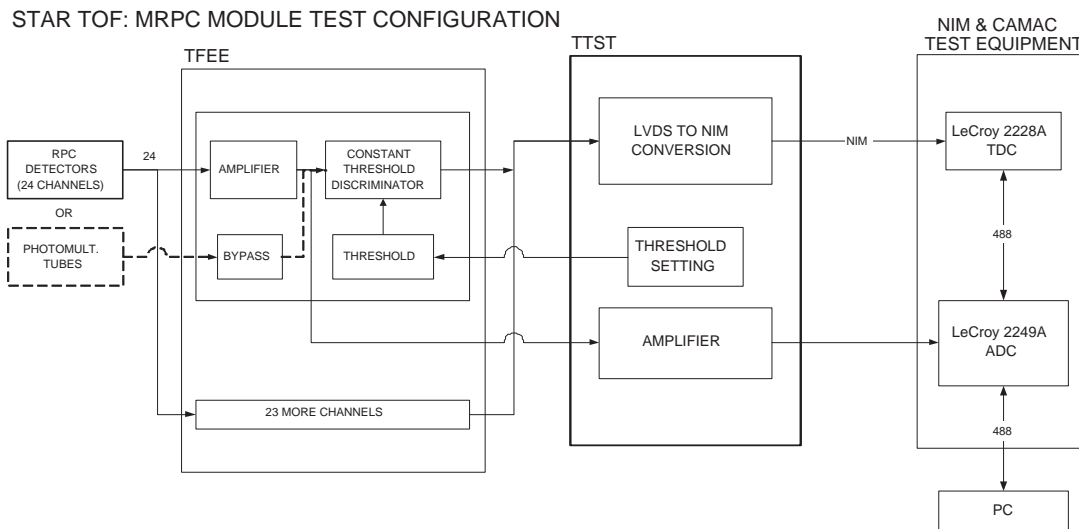 STAR TOF: MRPC MODULE TEST CONFIGURATION
TFEE
TTST
NIM & CAMAC
TEST EQUIPMENT
RPC
DETECTORS
(24 CHANNELS)
24
OR
PHOTOMULT.
TUBES
AMPLIFIER
CONSTANT
THRESHOLD
DISCRIMINATOR
BYPASS
THRESHOLD
23 MORE CHANNELS
LVDS TO NIM
CONVERSION
THRESHOLD
SETTING
AMPLIFIER
NIM
LeCroy 2228A
TDC
488
LeCroy 2249A
ADC
488
PC